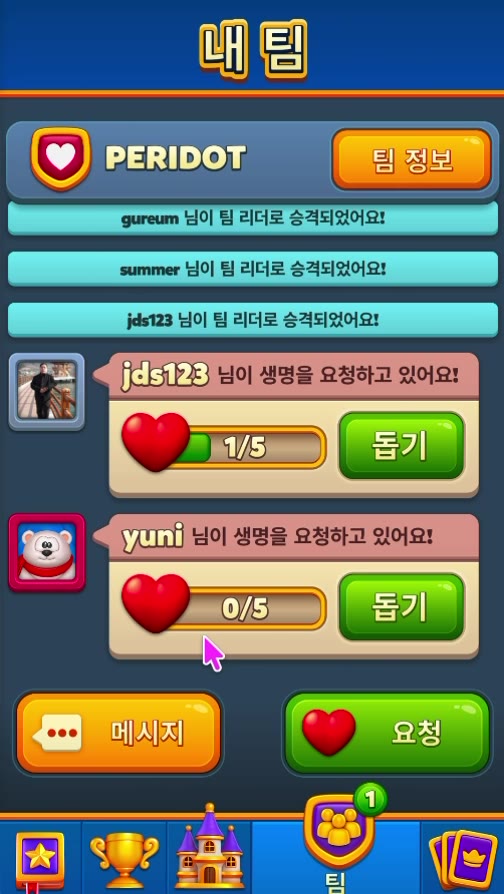 내 팀
PERIDOT
팀 정보
gureum 님이 팀 리더로 승격되었어요!
summer 님이 팀 리더로 승격되었어요!
jds123 님이 팀 리더로 승격되었어요!
jds123 님이 생명을 요청하고 있어요!
1/5
돕기
yuni 님이 생명을 요청하고 있어요!
0/5
돕기
메시지
요청
1
팀